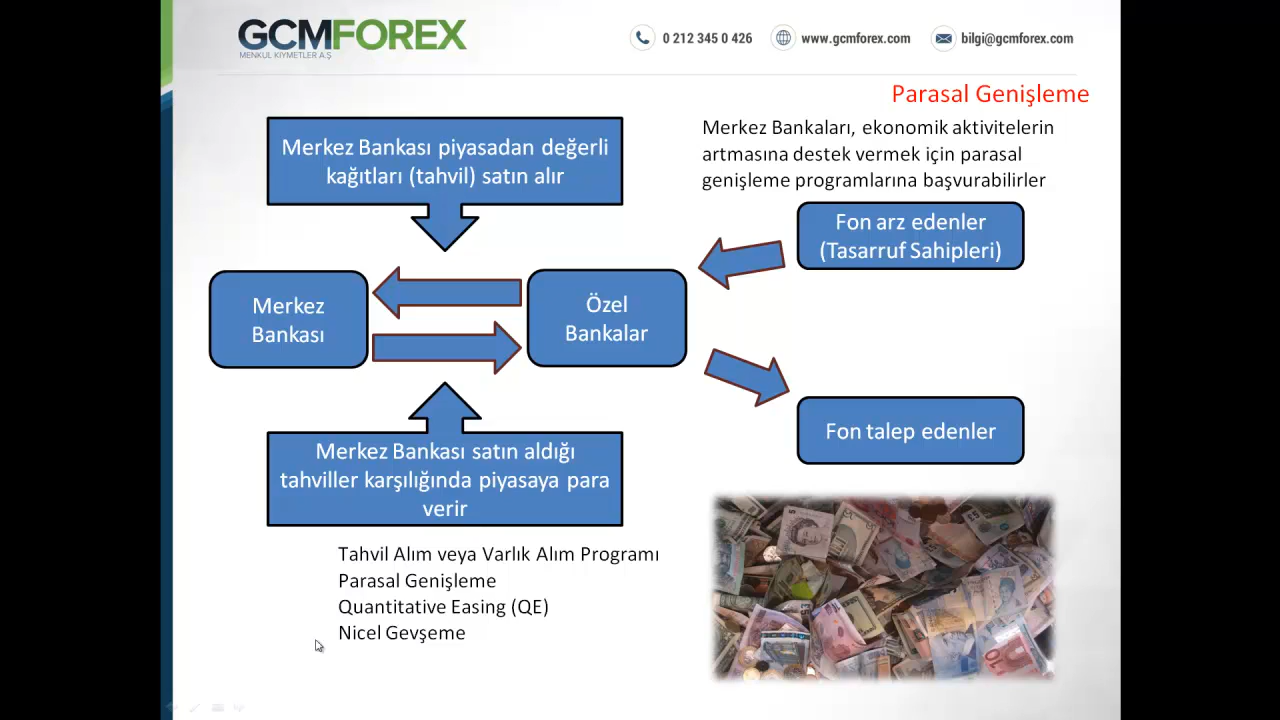 GCMFOREX
MENKUL KIYMETLER A.Ş
0 212 345 0 426
www.gcmforex.com
bilgi@gcmforex.com
Parasal Genişleme
Merkez Bankaları, ekonomik aktivitelerin
artmasına destek vermek için parasal
genişleme programlarına başvurabilirler
Merkez Bankası piyasadan değerli
kağıtları (tahvil) satın alır
Fon arz edenler
(Tasarruf Sahipleri)
Merkez
Bankası
Özel
Bankalar
Fon talep edenler
Merkez Bankası satın aldığı
tahviller karşılığında piyasaya para
verir
Tahvil Alım veya Varlık Alım Programı
Parasal Genişleme
Quantitative Easing (QE)
Nicel Gevşeme